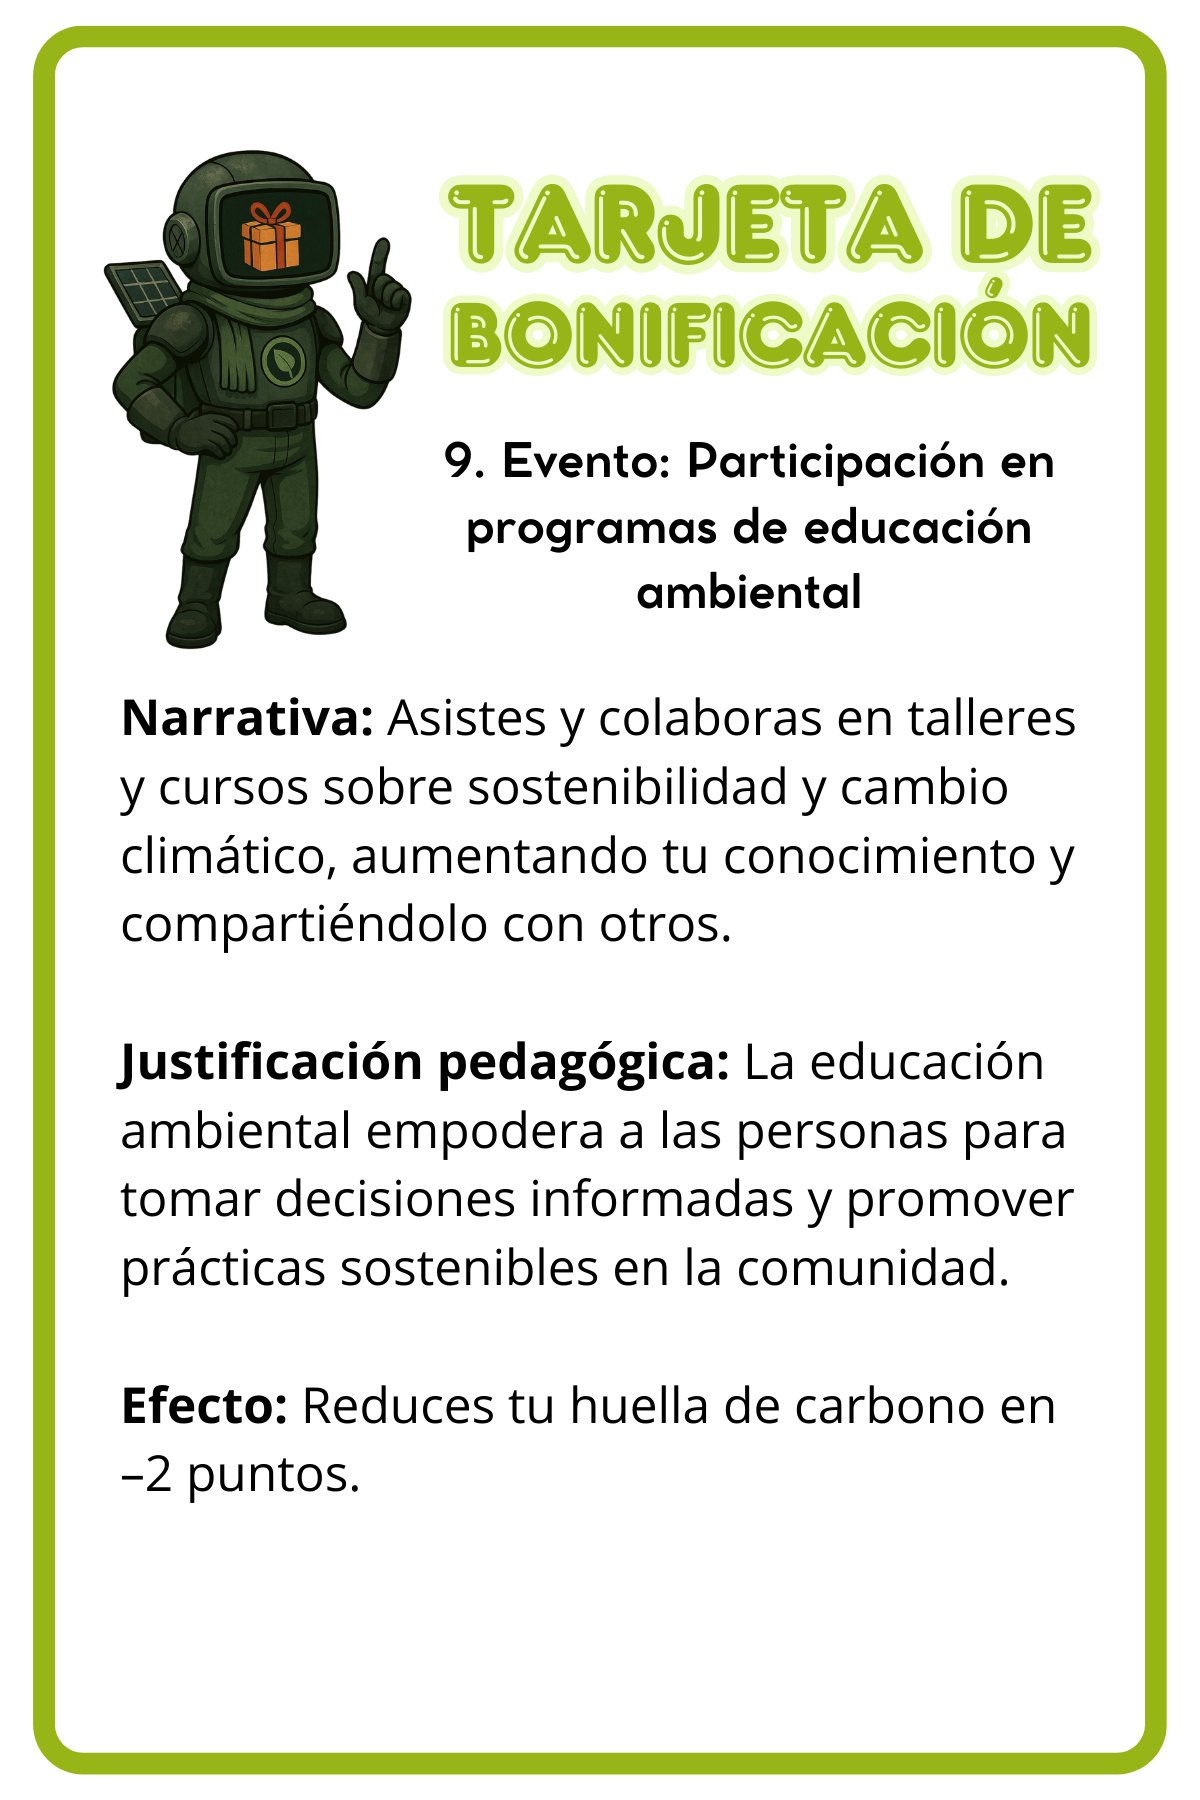 TARJETA DE
BONIFICACIÓN
9. Evento: Participación en
programas de educación
ambiental
Narrativa: Asistes y colaboras en talleres
y cursos sobre sostenibilidad y cambio
climático, aumentando tu conocimiento y
compartiéndolo con otros.
Justificación pedagógica: La educación
ambiental empodera a las personas para
tomar decisiones informadas y promover
prácticas sostenibles en la comunidad.
Efecto: Reduces tu huella de carbono en
–2 puntos.